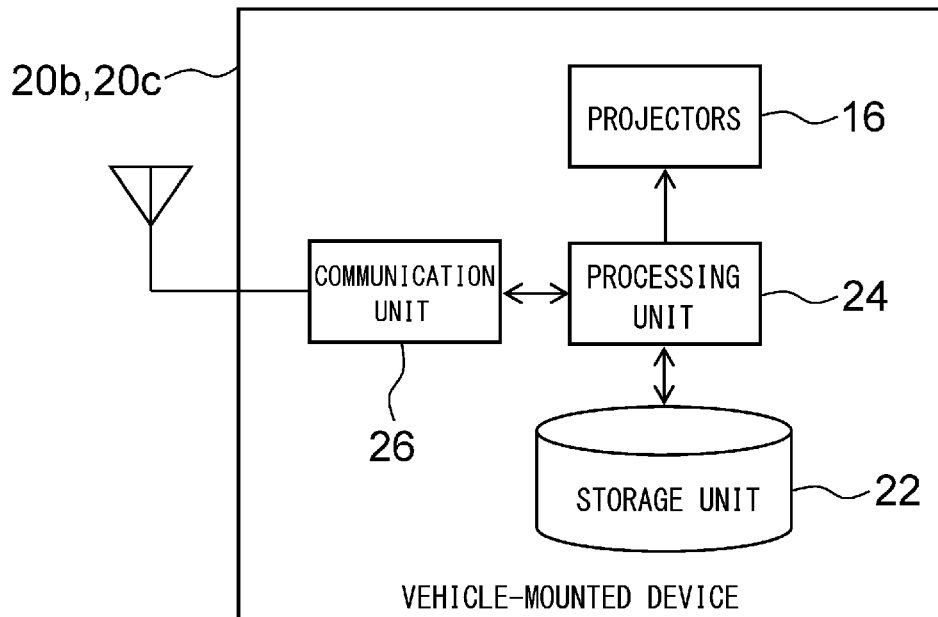 20b,20c
PROJECTORS
16
COMMUNICATION
UNIT
PROCESSING
UNIT
24
26
STORAGE UNIT
22
VEHICLE-MOUNTED DEVICE